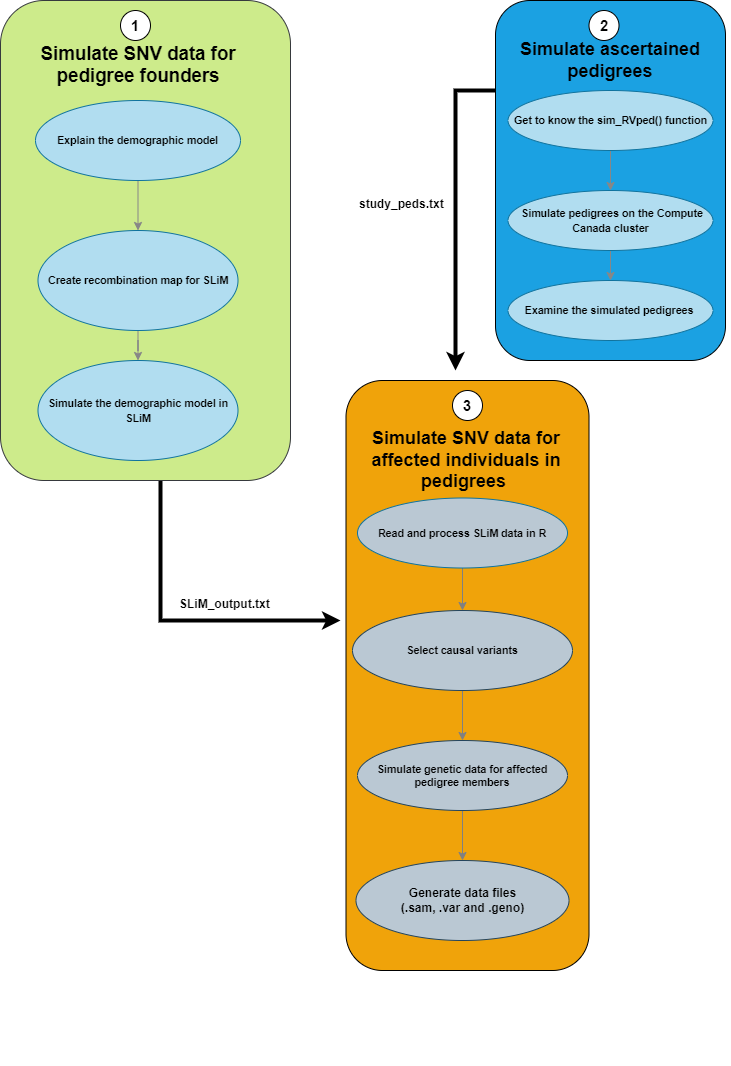 1
Simulate SNV data for
pedigree founders
Explain the demographic model
Create recombination map for SLiM
Simulate the demographic model in
SLiM
2
Simulate ascertained
pedigrees
Get to know the sim_RVped() function
Simulate pedigrees on the Compute
Canada cluster
Examine the simulated pedigrees
study_peds.txt
SLiM_output.txt
3
Simulate SNV data for
affected individuals in
pedigrees
Read and process SLiM data in R
Select causal variants
Simulate genetic data for affected
pedigree members
Generate data files
(.sam, .var and .geno)